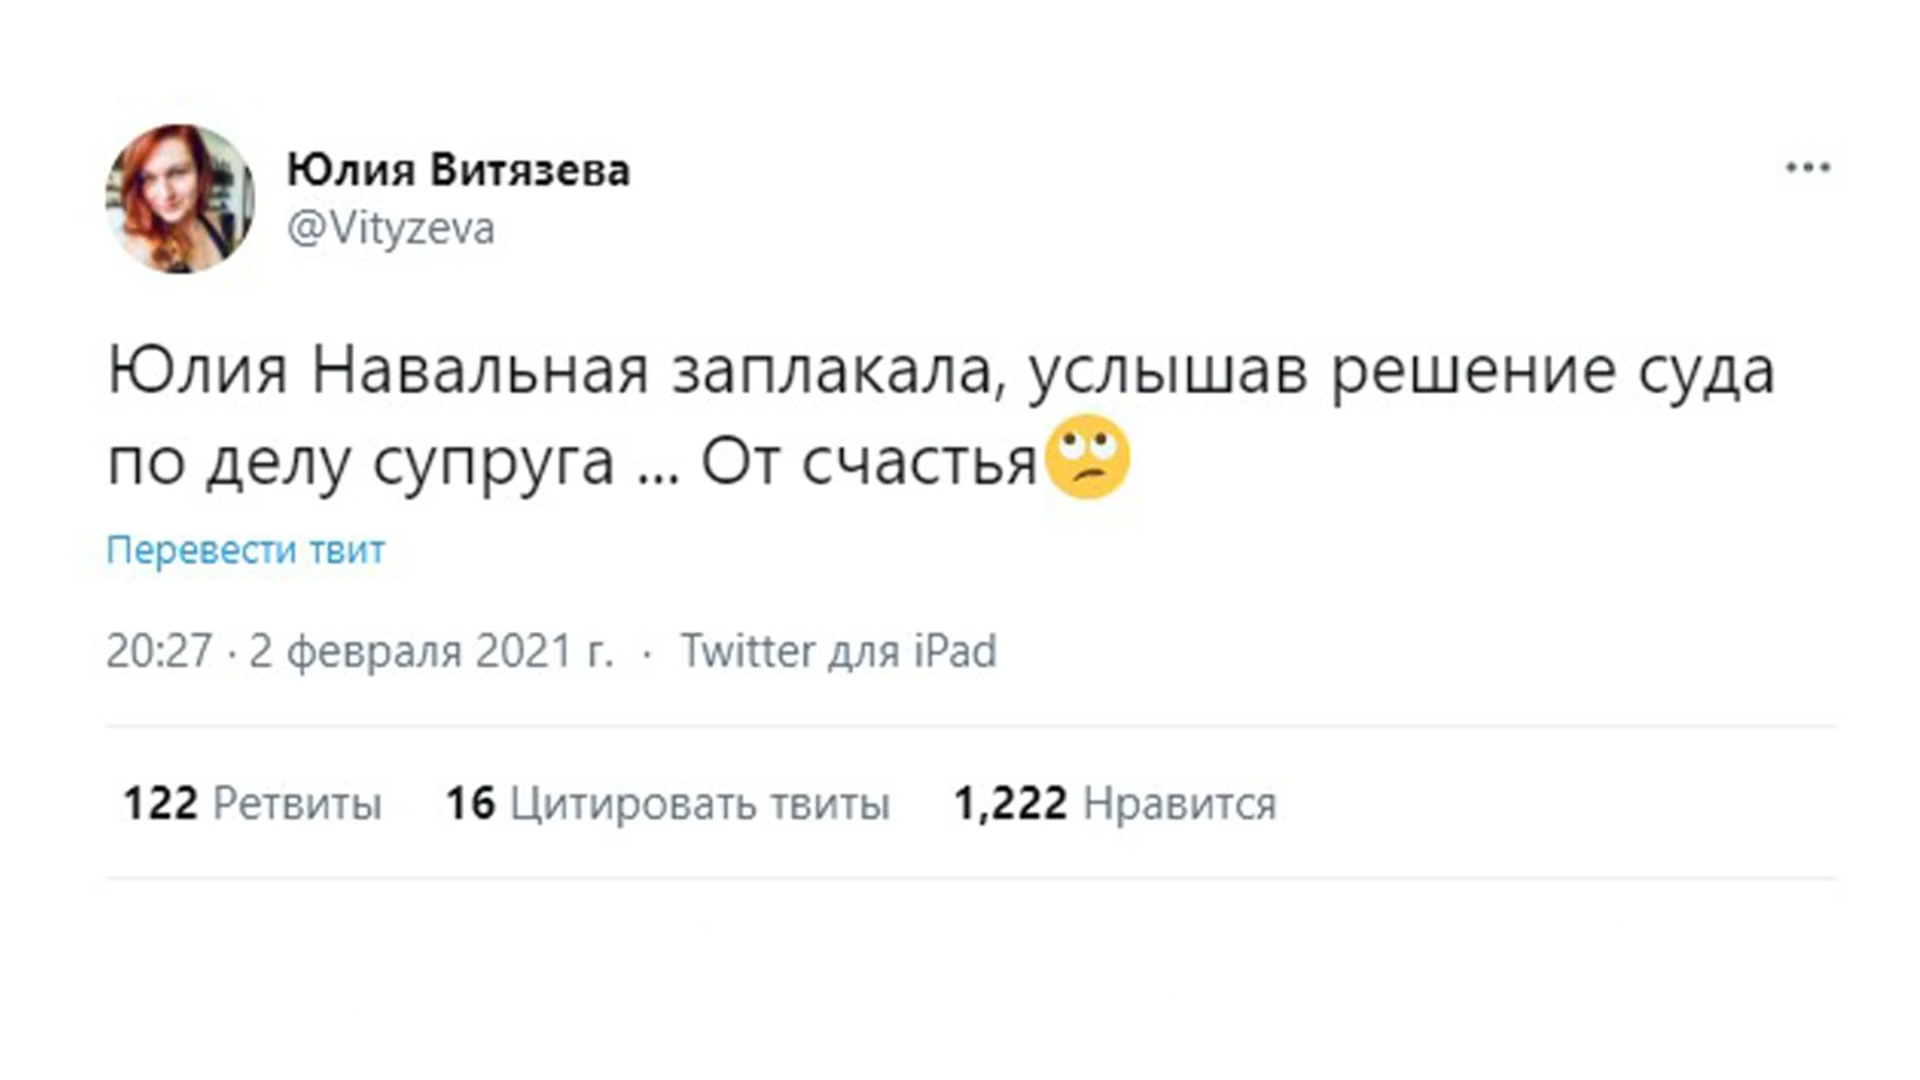 Юлия Витязева
@Vityzeva
Юлия Навальная заплакала, услышав решение суда
по делу супруга ... От счастья🙄
Перевести твит
20:27 · 2 февраля 2021 г. · Twitter для iPad
122 Ретвиты 16 Цитировать твиты 1,222 Нравится